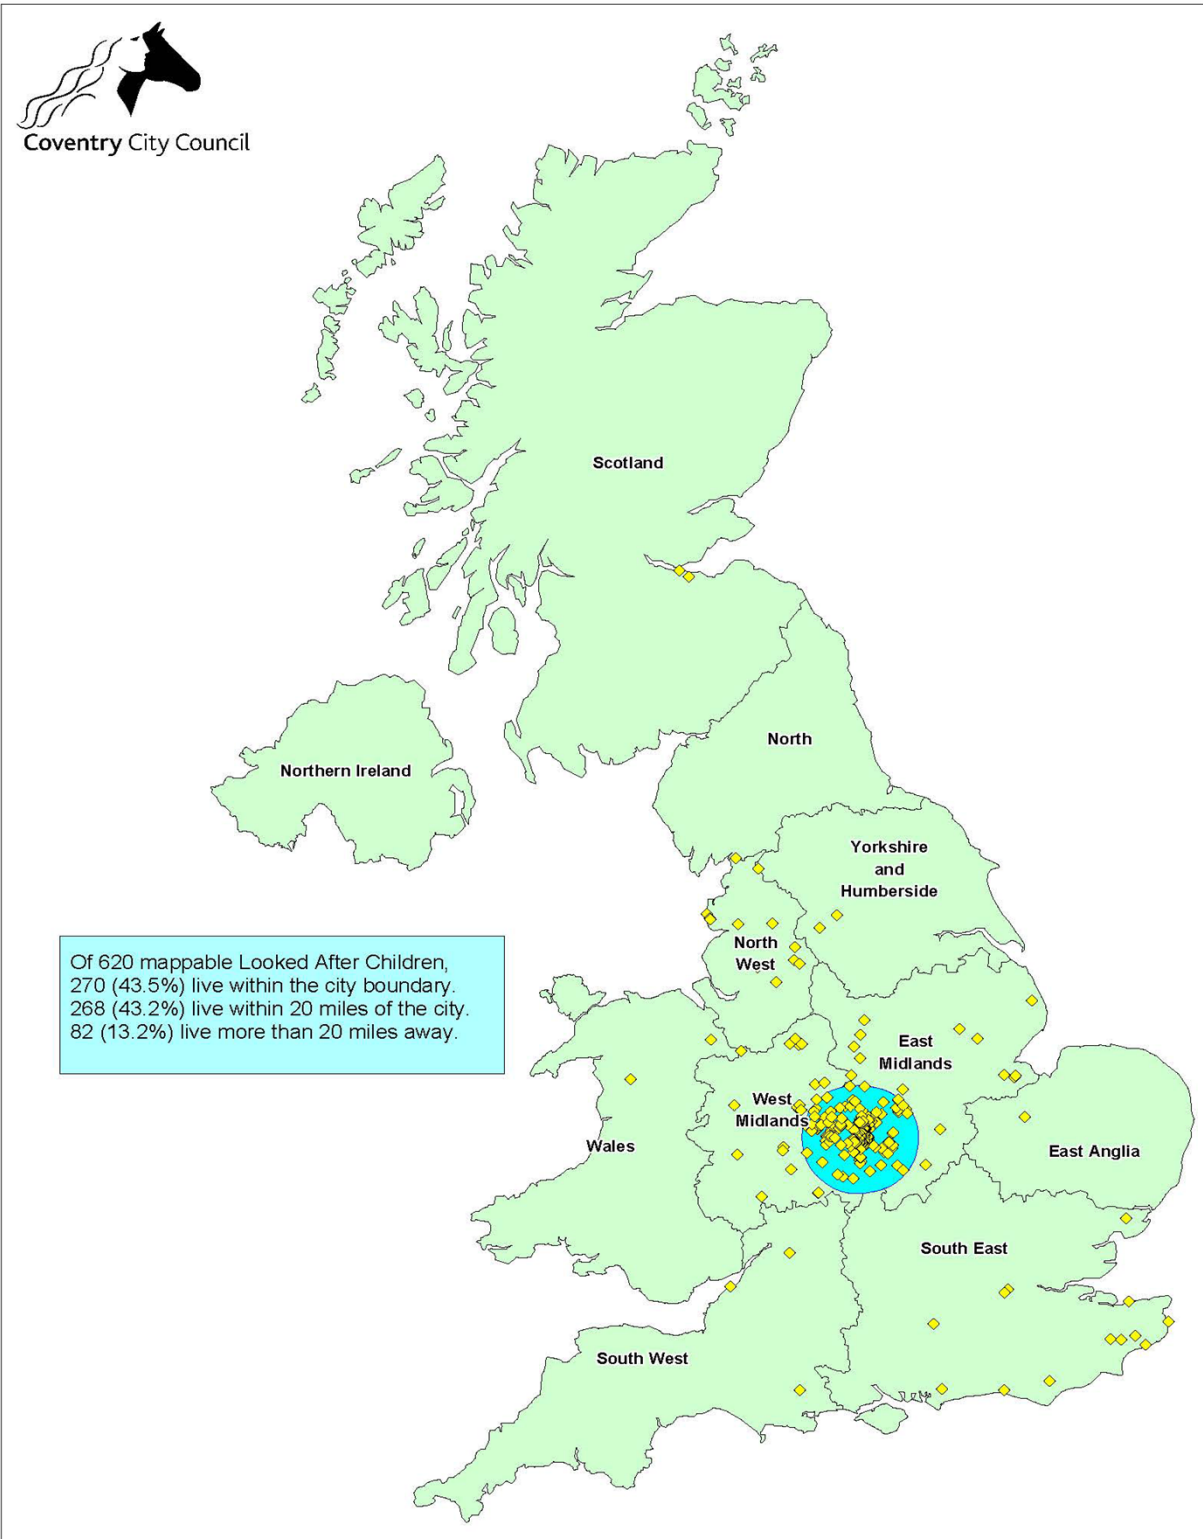 Coventry City Council
Scotland
North
Northern Ireland
Yorkshire
and
Humberside
North
West
Of 620 mappable Looked After Children,
270 (43.5%) live within the city boundary.
268 (43.2%) live within 20 miles of the city.
82 (13.2%) live more than 20 miles away.
East
Midlands
West
Midlands
Wales
East Anglia
South East
South West